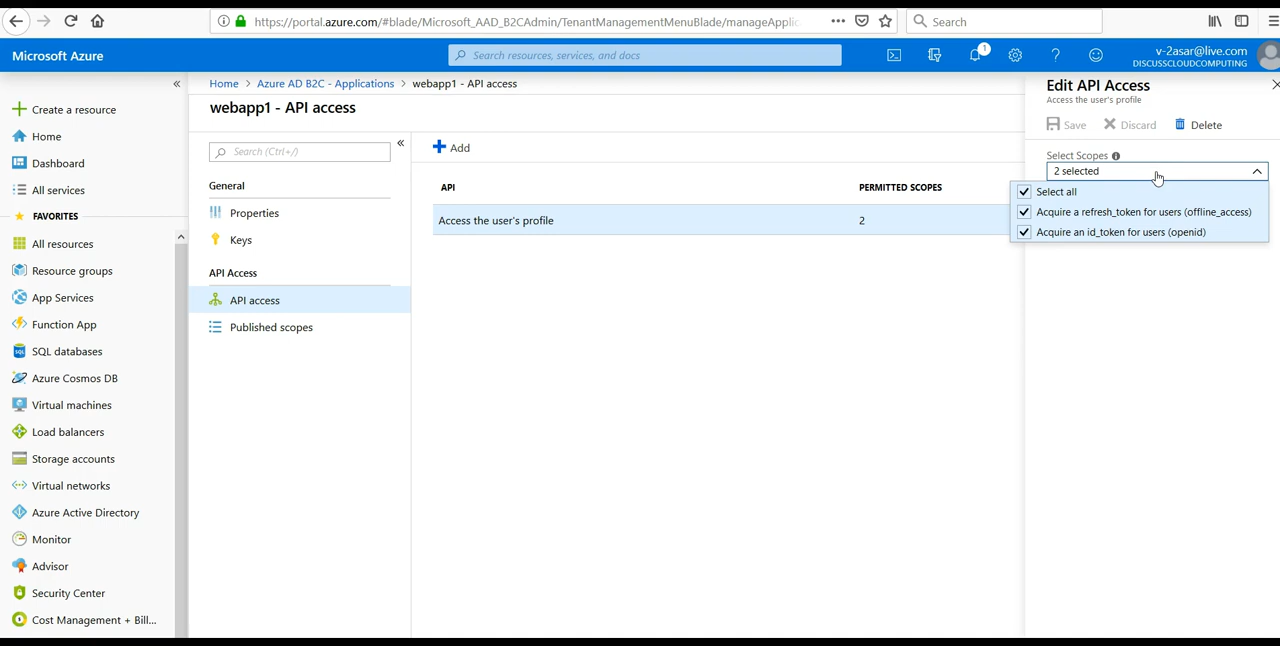 https://portal.azure.com/#blade/Microsoft_AAD_B2CAdmin/TenantManagementMenuBlade/manageApplic
Search
Microsoft Azure
Search resources, services, and docs
1
v-2asar@live.com
DISCUSSCLOUDCOMPUTING
Create a resource
Home
Dashboard
All services
FAVORITES
All resources
Resource groups
App Services
Function App
SQL databases
Azure Cosmos DB
Virtual machines
Load balancers
Storage accounts
Virtual networks
Azure Active Directory
Monitor
Advisor
Security Center
Cost Management + Bill...
Home > Azure AD B2C - Applications > webapp1 - API access
webapp1 - API access
Search (Ctrl+/)
General
Properties
Keys
API Access
API access
Published scopes
Add
API PERMITTED SCOPES
Access the user's profile 2
Edit API Access
Access the user's profile
Save Discard Delete
Select Scopes
2 selected
Select all
Acquire a refresh_token for users (offline_access)
Acquire an id_token for users (openid)